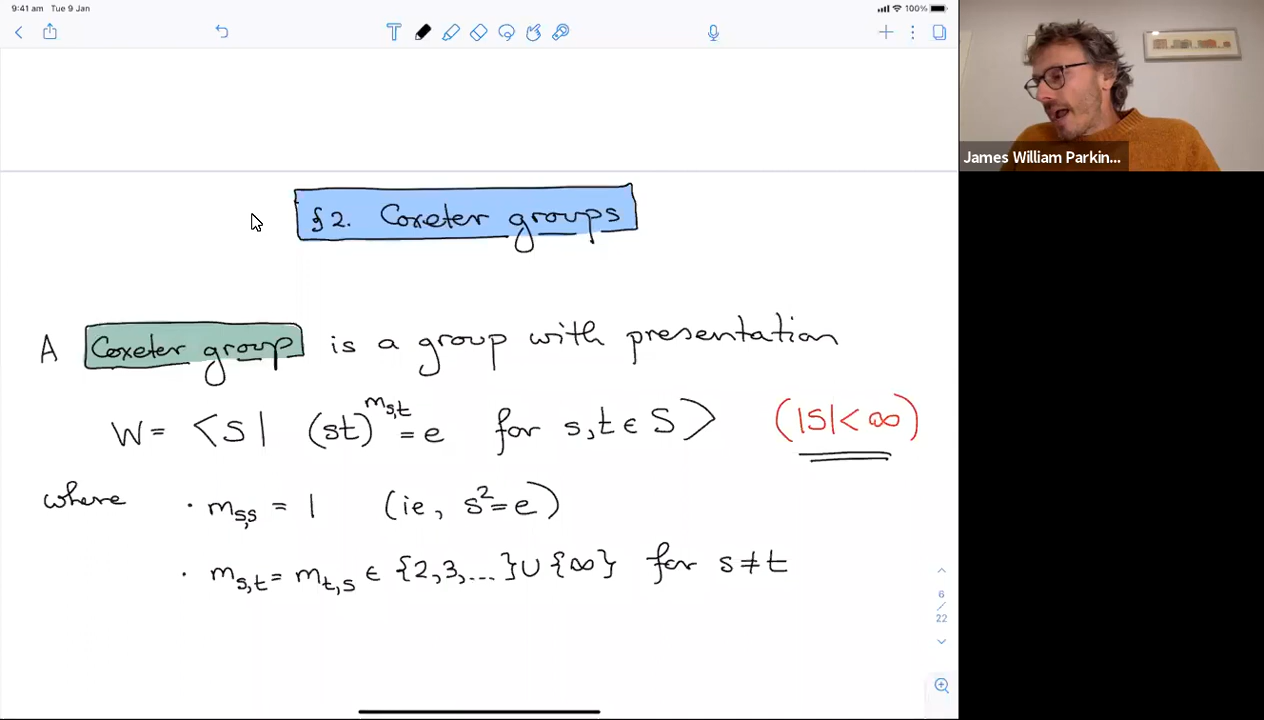 9:41 am Tue 9 Jan
100%
T
James William Parkin...
§2. Coxeter groups
A Coxeter group is a group with presentation
W = ⟨S | (st)^{m_{s,t}} = e for s,t ∈ S⟩ (|S| < ∞)
where · m_{s,s} = 1 (ie, s² = e)
· m_{s,t} = m_{t,s} ∈ {2,3,...} ∪ {∞} for s ≠ t
6
/
22